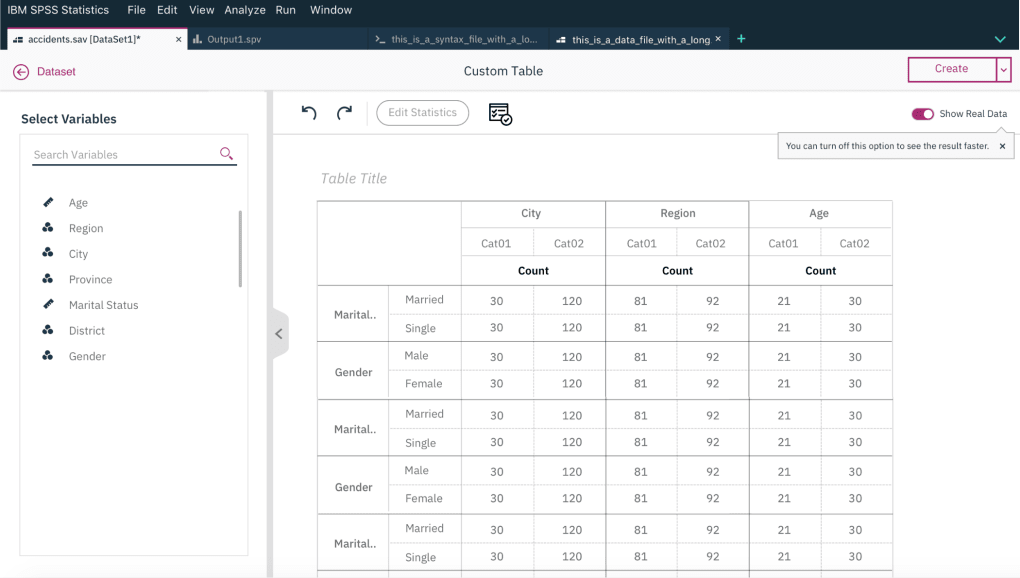 IBM SPSS Statistics File Edit View Analyze Run Window
accidents.sav [DataSet1]* × Output1.spv >_ this_is_a_syntax_file_with_a_lo... this_is_a_data_file_with_a_long × +
Dataset Custom Table Create
Select Variables
Search Variables
Age
Region
City
Province
Marital Status
District
Gender
Edit Statistics Show Real Data
You can turn off this option to see the result faster. ×
Table Title
City Region Age
Cat01 Cat02 Cat01 Cat02 Cat01 Cat02
Count Count Count
Marital..
Married 30 120 81 92 21 30
Single 30 120 81 92 21 30
Gender
Male 30 120 81 92 21 30
Female 30 120 81 92 21 30
Marital..
Married 30 120 81 92 21 30
Single 30 120 81 92 21 30
Gender
Male 30 120 81 92 21 30
Female 30 120 81 92 21 30
Marital..
Married 30 120 81 92 21 30
Single 30 120 81 92 21 30